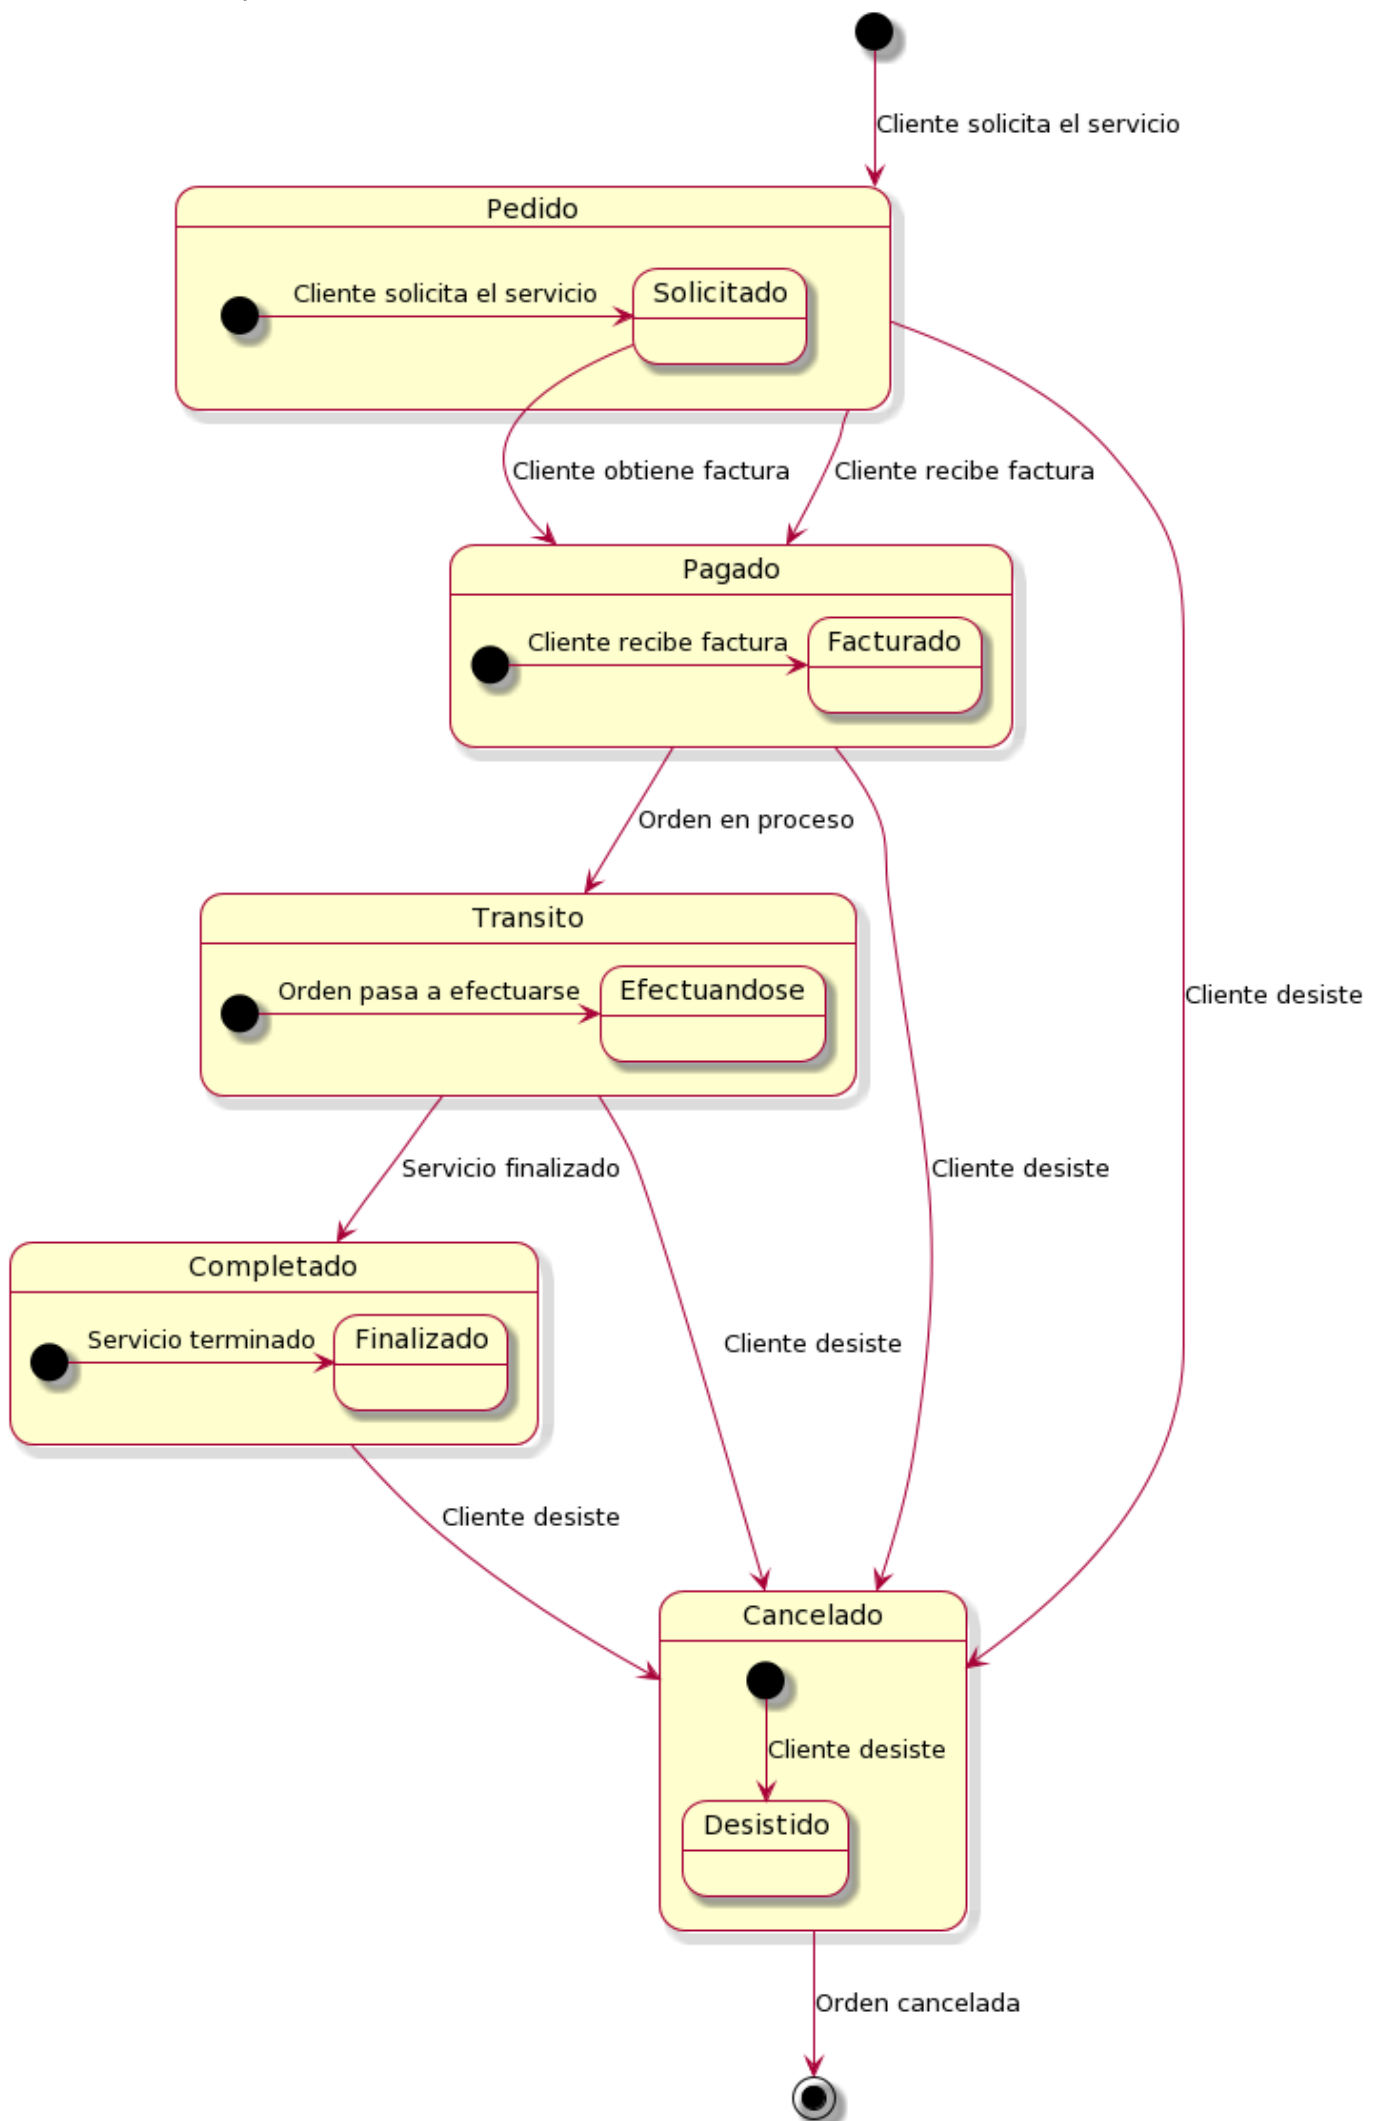 Cliente solicita el servicio
Pedido
Cliente solicita el servicio
Solicitado
Cliente obtiene factura
Cliente recibe factura
Pagado
Cliente recibe factura
Facturado
Orden en proceso
Transito
Orden pasa a efectuarse
Efectuandose
Cliente desiste
Servicio finalizado
Cliente desiste
Completado
Servicio terminado
Finalizado
Cliente desiste
Cliente desiste
Cancelado
Cliente desiste
Desistido
Orden cancelada